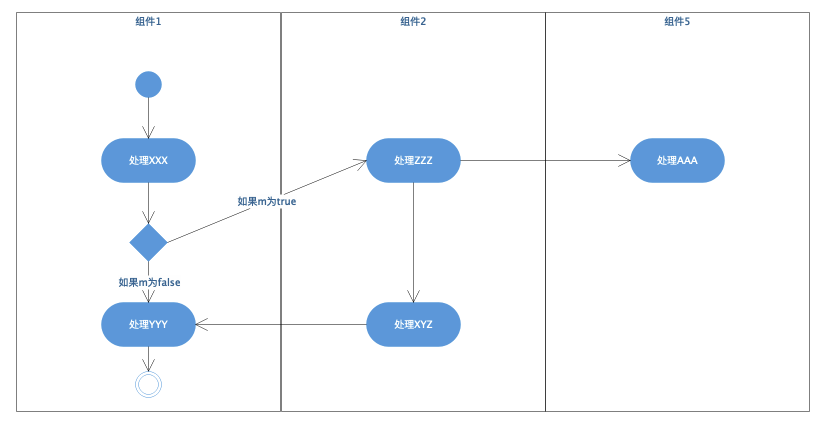 组件1
组件2
组件5
处理XXX
处理ZZZ
处理AAA
如果m为true
如果m为false
处理YYY
处理XYZ